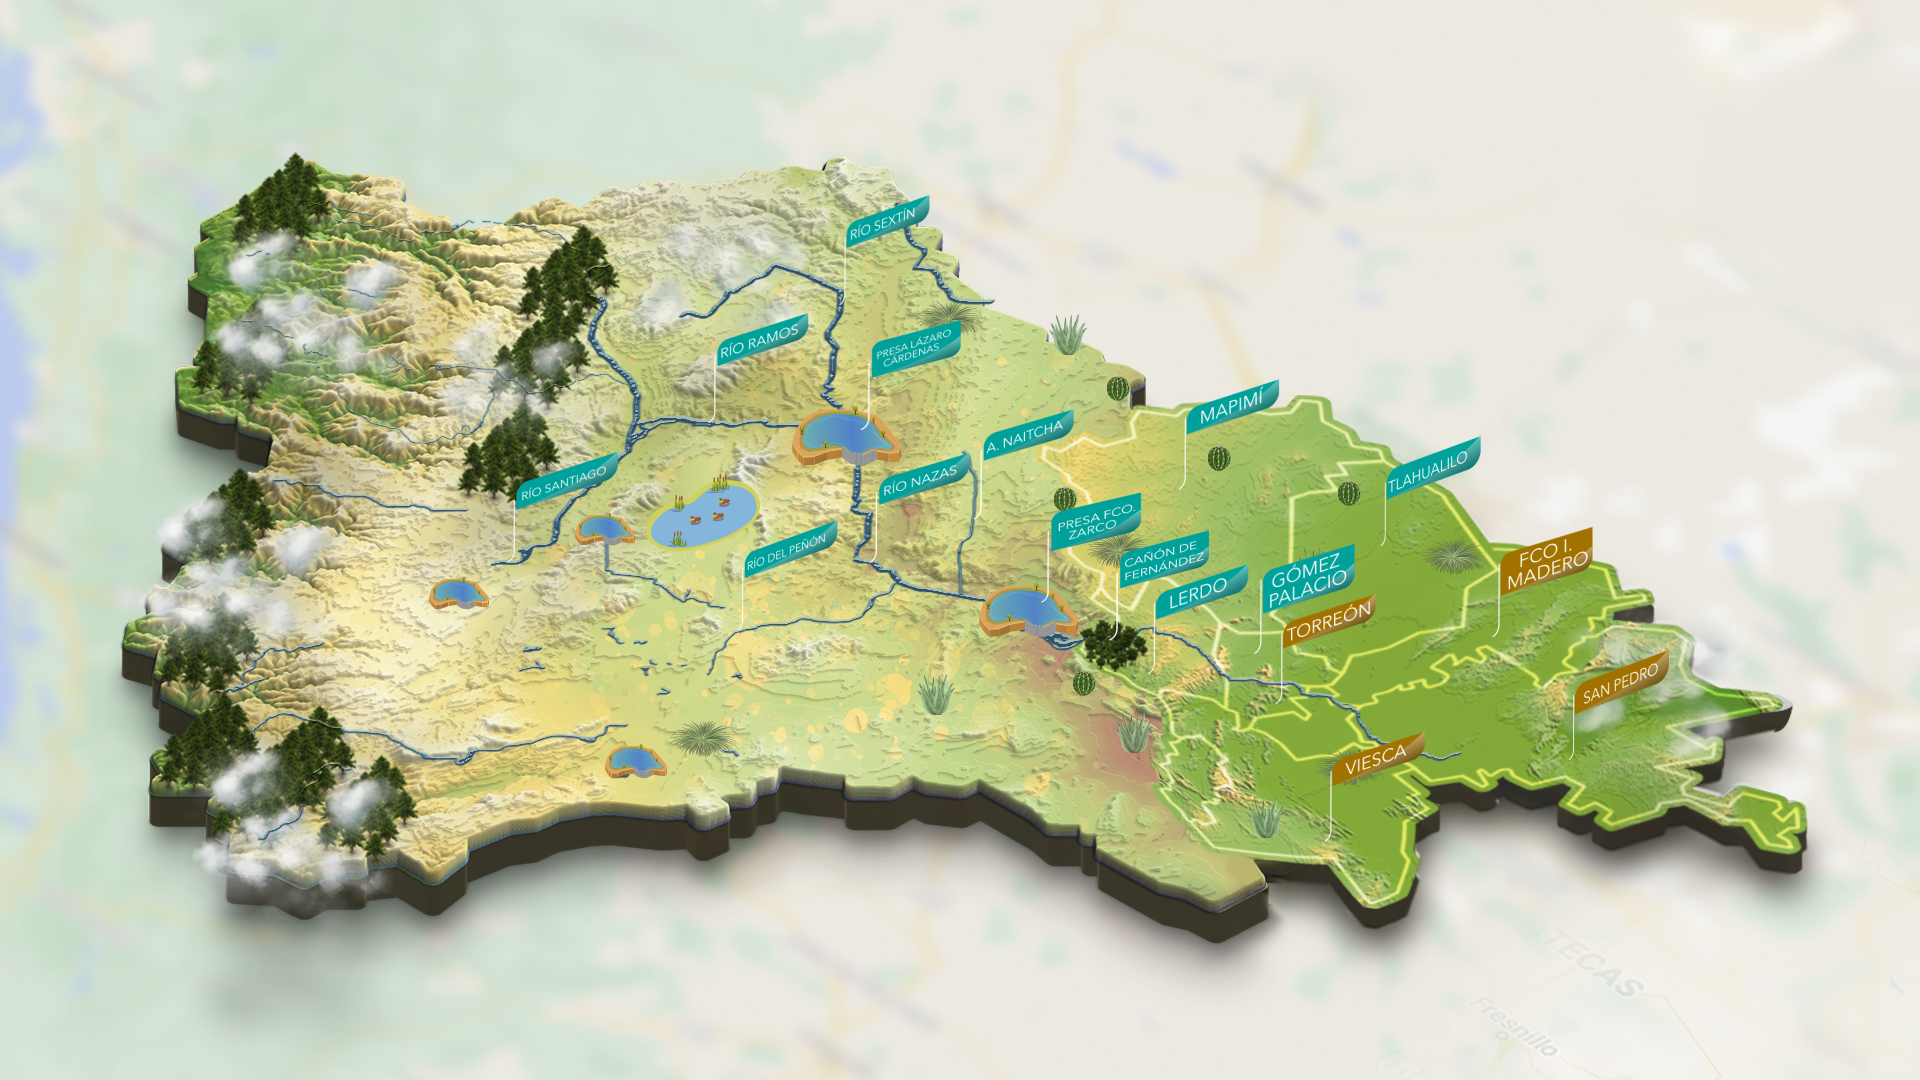 RÍO SEXTÍN
RÍO RAMOS
PRESA LÁZARO
CÁRDENAS
MAPIMÍ
A. NAITCHA
TLAHUALILO
RÍO SANTIAGO
RÍO NAZAS
PRESA FCO.
ZARCO
RÍO DEL PEÑÓN
CAÑÓN DE
FERNÁNDEZ
FCO I.
MADERO
GÓMEZ
PALACIO
LERDO
TORREÓN
SAN PEDRO
VIESCA
TECAS
Fresnillo